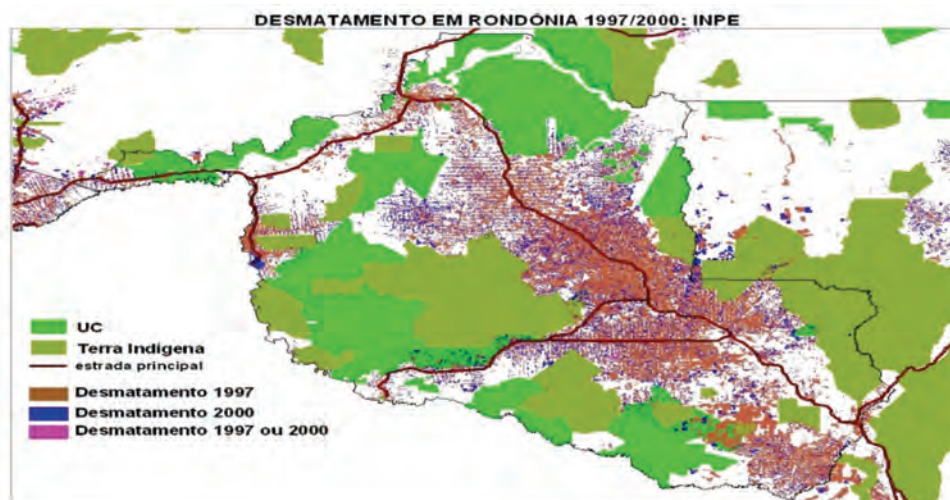 DESMATAMENTO EM RONDÔNIA 1997/2000: INPE
UC
Terra Indígena
estrada principal
Desmatamento 1997
Desmatamento 2000
Desmatamento 1997 ou 2000